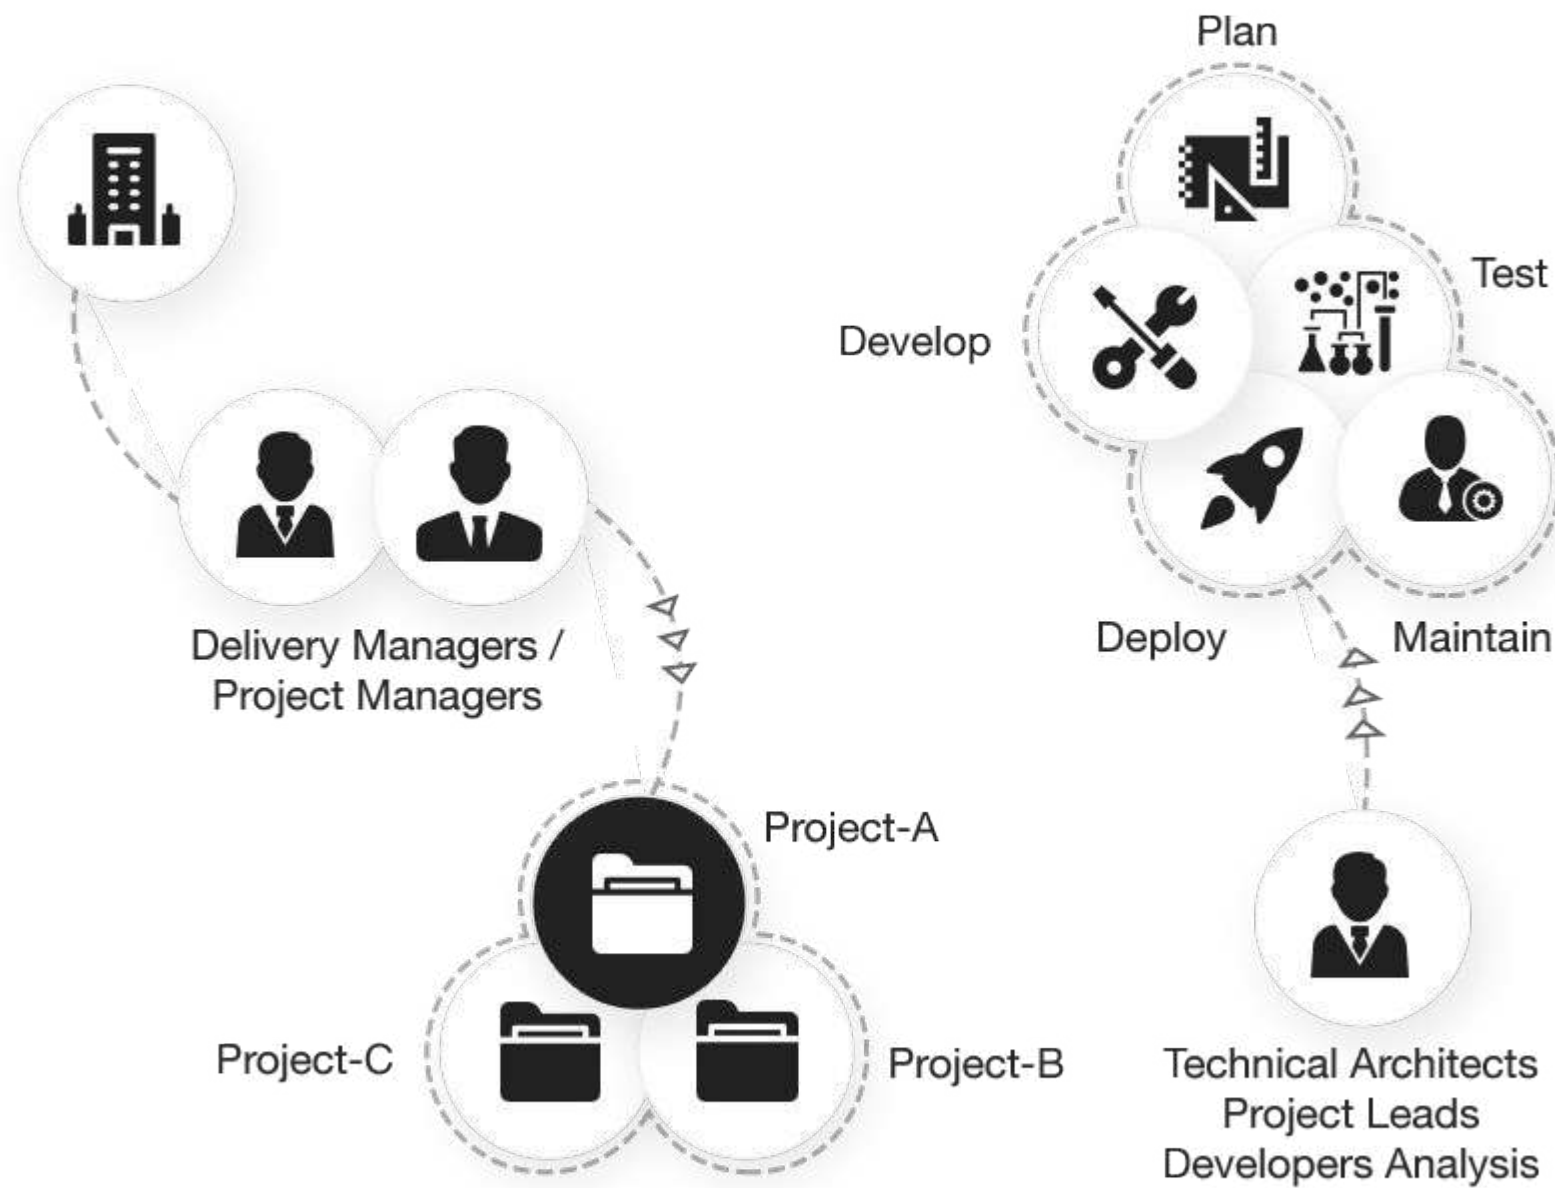 Plan
Test
Develop
Deploy
Maintain
Delivery Managers /
Project Managers
Project-A
Project-C
Project-B
Technical Architects
Project Leads
Developers Analysis